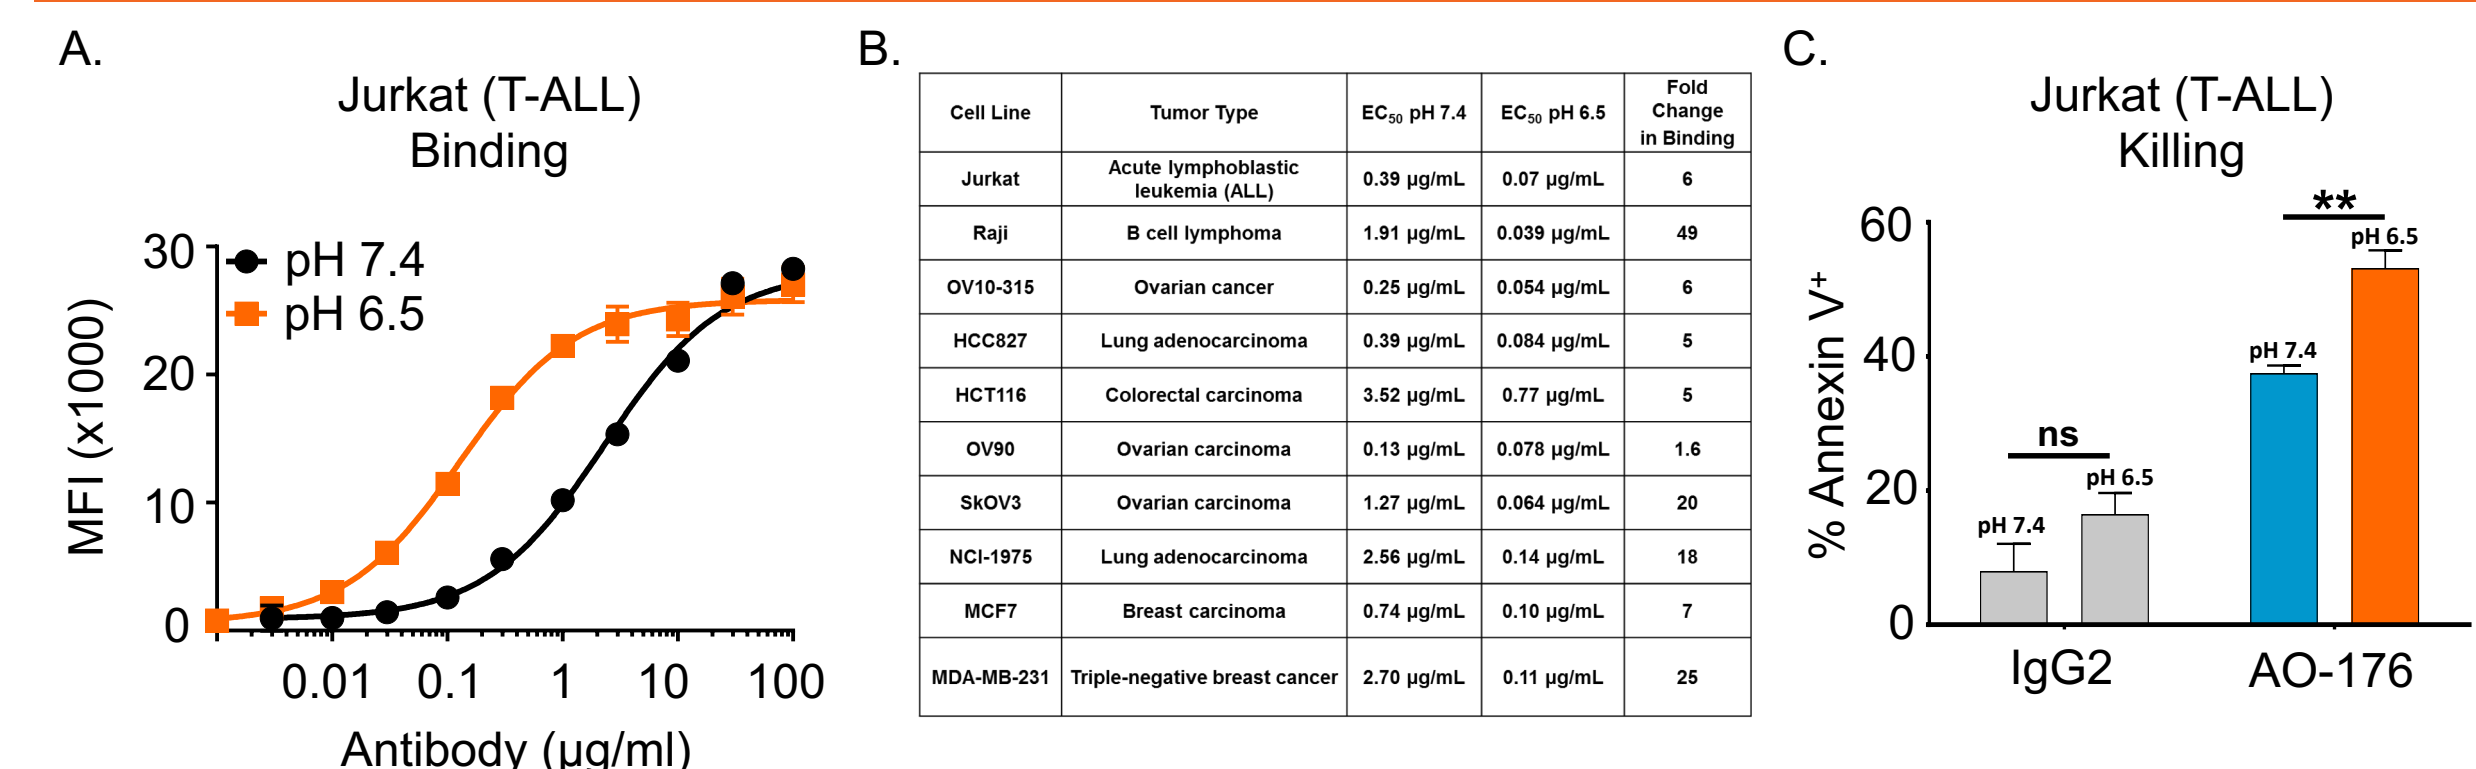 A.
Jurkat (T-ALL)
Binding
30
20
10
0
pH 7.4
pH 6.5
MFI (x1000)
0.01 0.1 1 10 100
Antibody (µg/ml)
B.
Cell Line Tumor Type EC50 pH 7.4 EC50 pH 6.5 Fold
Change
in Binding
Jurkat Acute lymphoblastic
leukemia (ALL) 0.39 µg/mL 0.07 µg/mL 6
Raji B cell lymphoma 1.91 µg/mL 0.039 µg/mL 49
OV10-315 Ovarian cancer 0.25 µg/mL 0.054 µg/mL 6
HCC827 Lung adenocarcinoma 0.39 µg/mL 0.084 µg/mL 5
HCT116 Colorectal carcinoma 3.52 µg/mL 0.77 µg/mL 5
OV90 Ovarian carcinoma 0.13 µg/mL 0.078 µg/mL 1.6
SkOV3 Ovarian carcinoma 1.27 µg/mL 0.064 µg/mL 20
NCI-1975 Lung adenocarcinoma 2.56 µg/mL 0.14 µg/mL 18
MCF7 Breast carcinoma 0.74 µg/mL 0.10 µg/mL 7
MDA-MB-231 Triple-negative breast cancer 2.70 µg/mL 0.11 µg/mL 25
C.
Jurkat (T-ALL)
Killing
% Annexin V+
60
40
20
0
ns
pH 7.4
pH 6.5
**
pH 7.4
pH 6.5
IgG2 AO-176